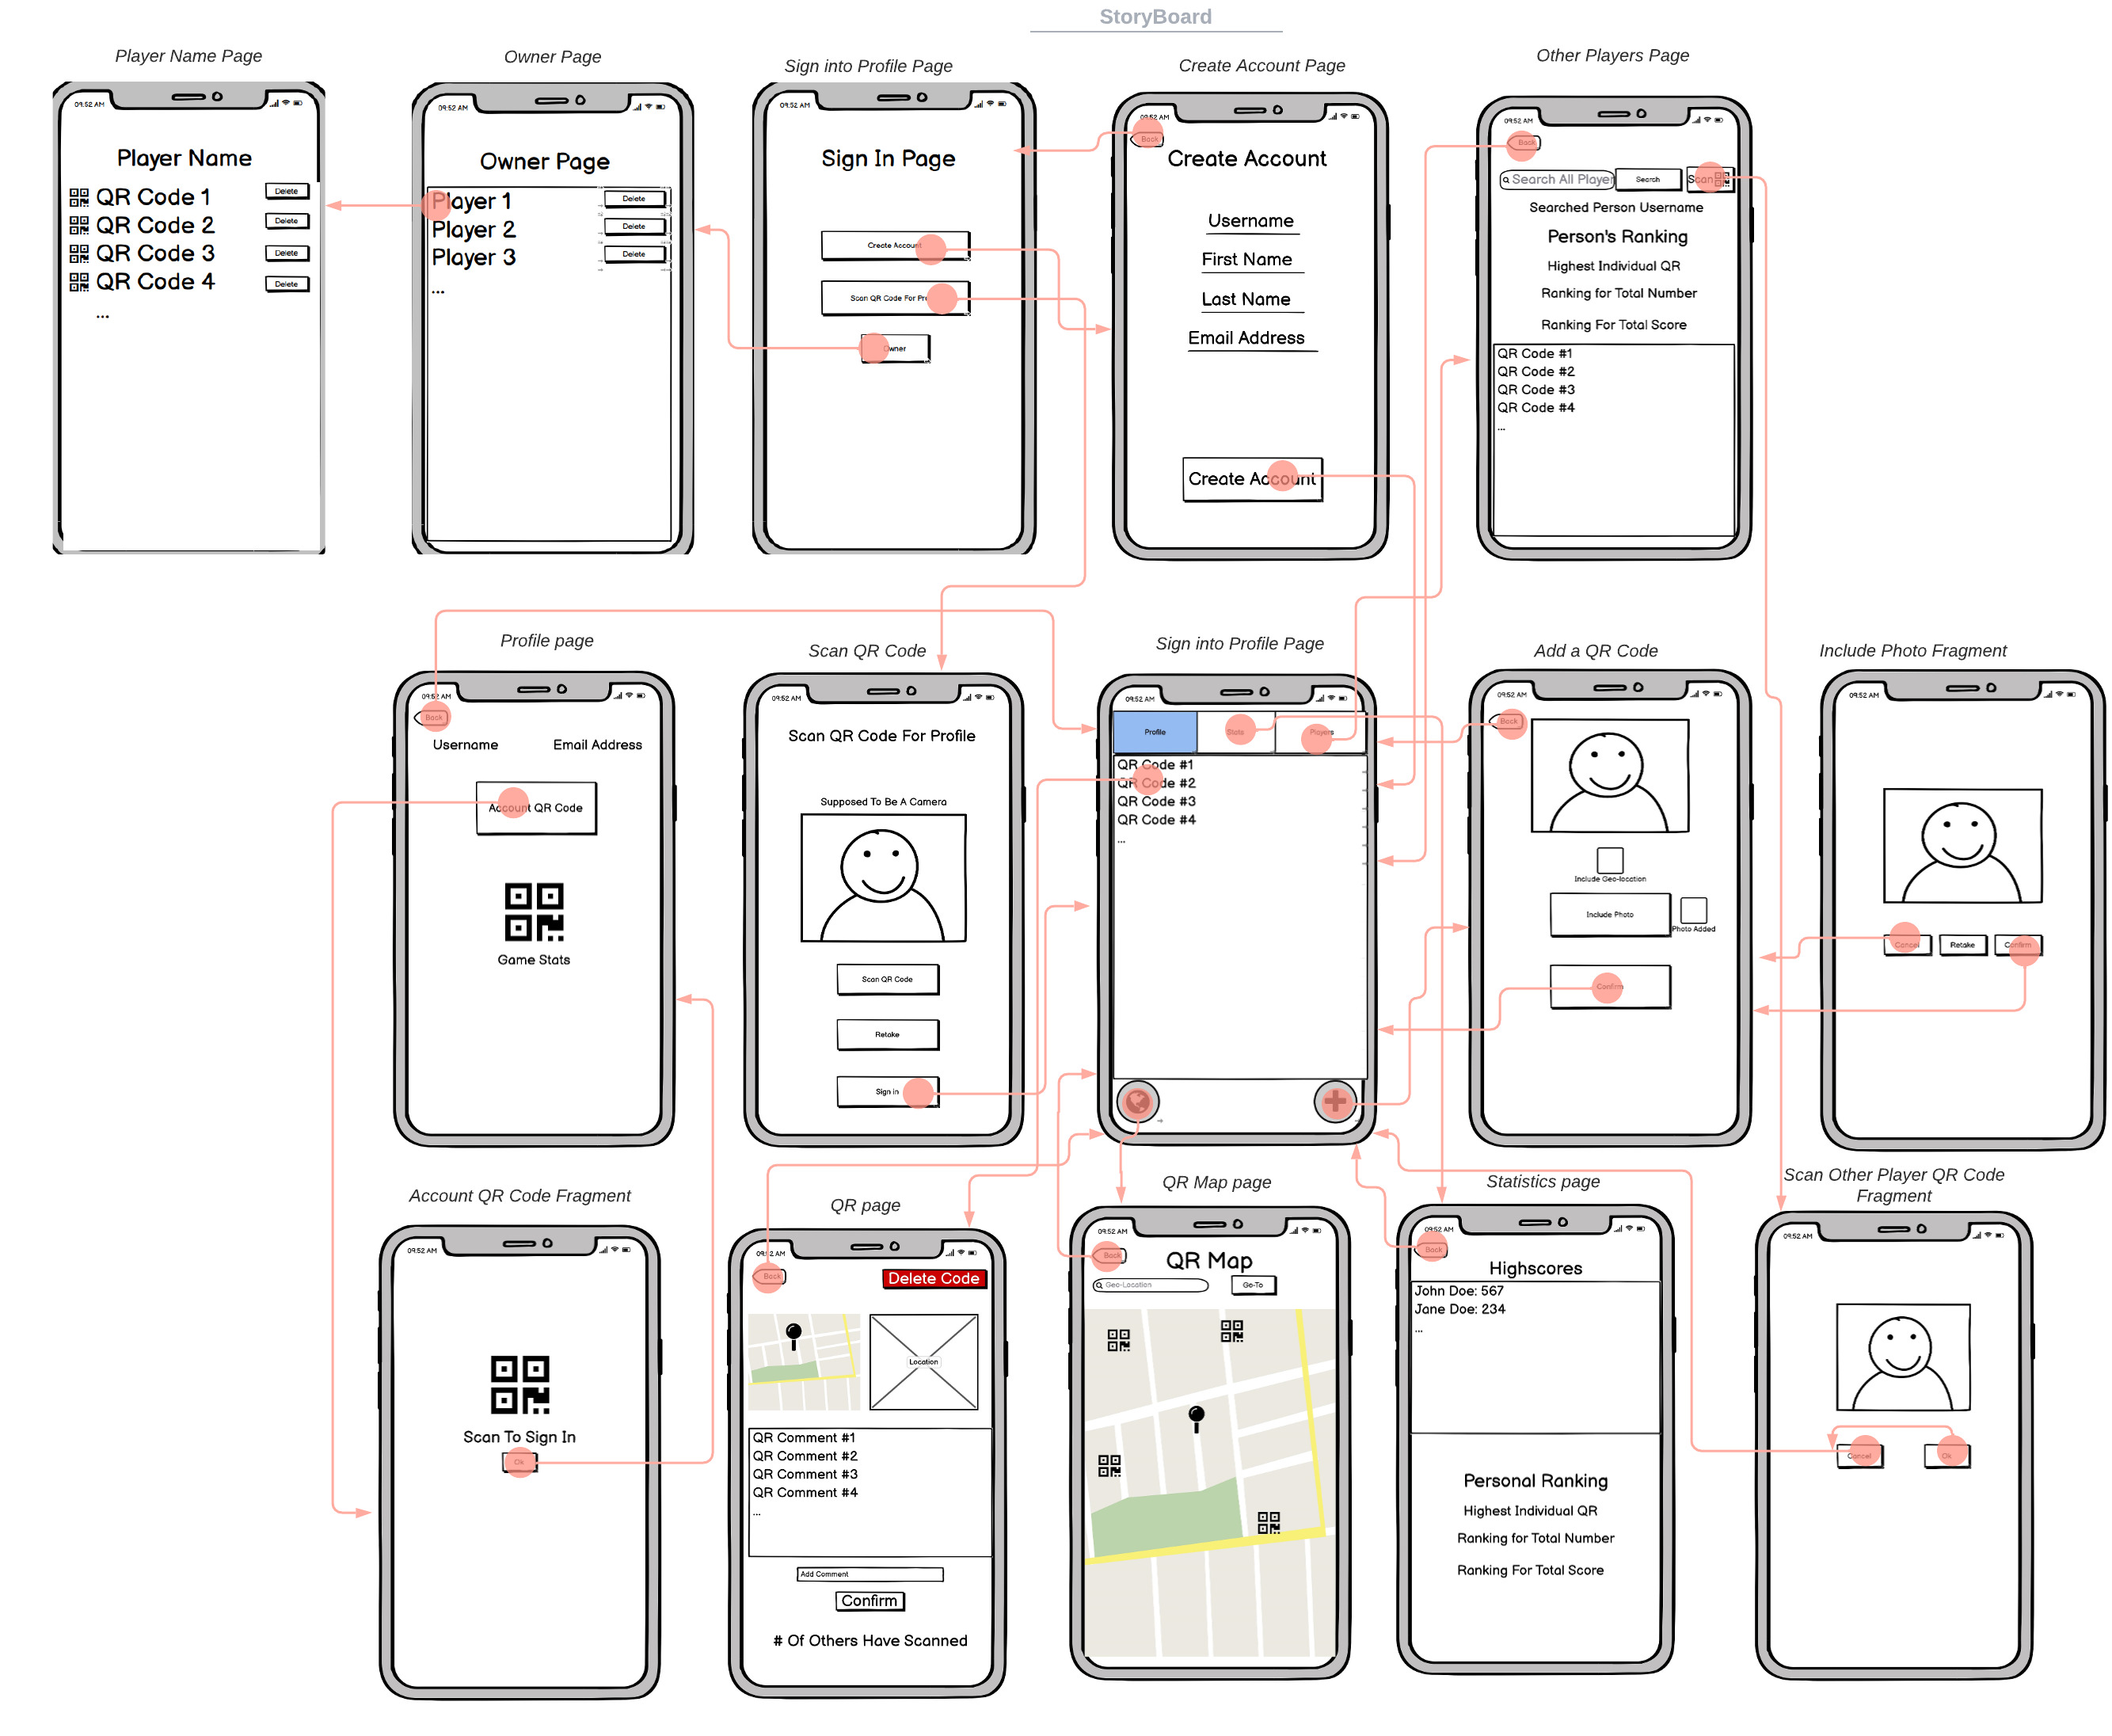 StoryBoard
Player Name Page
09:52 AM
Player Name
QR Code 1
Delete
QR Code 2
Delete
QR Code 3
Delete
QR Code 4
Delete
...
Owner Page
09:52 AM
Owner Page
Player 1
Delete
Player 2
Delete
Player 3
Delete
...
Sign into Profile Page
09:52 AM
Sign In Page
Create Account
Scan QR Code For Pr
Owner
Create Account Page
09:52 AM
Back
Create Account
Username
First Name
Last Name
Email Address
Create Account
Other Players Page
09:52 AM
Back
Search All Player
Search
Scan
Searched Person Username
Person's Ranking
Highest Individual QR
Ranking for Total Number
Ranking For Total Score
QR Code #1
QR Code #2
QR Code #3
QR Code #4
...
Profile page
09:52 AM
Back
Username
Email Address
Account QR Code
Game Stats
Scan QR Code
09:52 AM
Scan QR Code For Profile
Supposed To Be A Camera
Scan QR Code
Retake
Sign in
Sign into Profile Page
09:52 AM
Profile
Stats
Players
QR Code #1
QR Code #2
QR Code #3
QR Code #4
...
Add a QR Code
09:52 AM
Back
Include Geo-location
Include Photo
Photo Added
Confirm
Include Photo Fragment
09:52 AM
Cancel
Retake
Confirm
Account QR Code Fragment
09:52 AM
Scan To Sign In
Ok
QR page
09:52 AM
Back
Delete Code
Location
QR Comment #1
QR Comment #2
QR Comment #3
QR Comment #4
...
Add Comment
Confirm
# Of Others Have Scanned
QR Map page
09:52 AM
Back
QR Map
Geo-Location
Go-To
Statistics page
09:52 AM
Back
Highscores
John Doe: 567
Jane Doe: 234
...
Personal Ranking
Highest Individual QR
Ranking for Total Number
Ranking For Total Score
Scan Other Player QR Code
Fragment
09:52 AM
Cancel
Ok